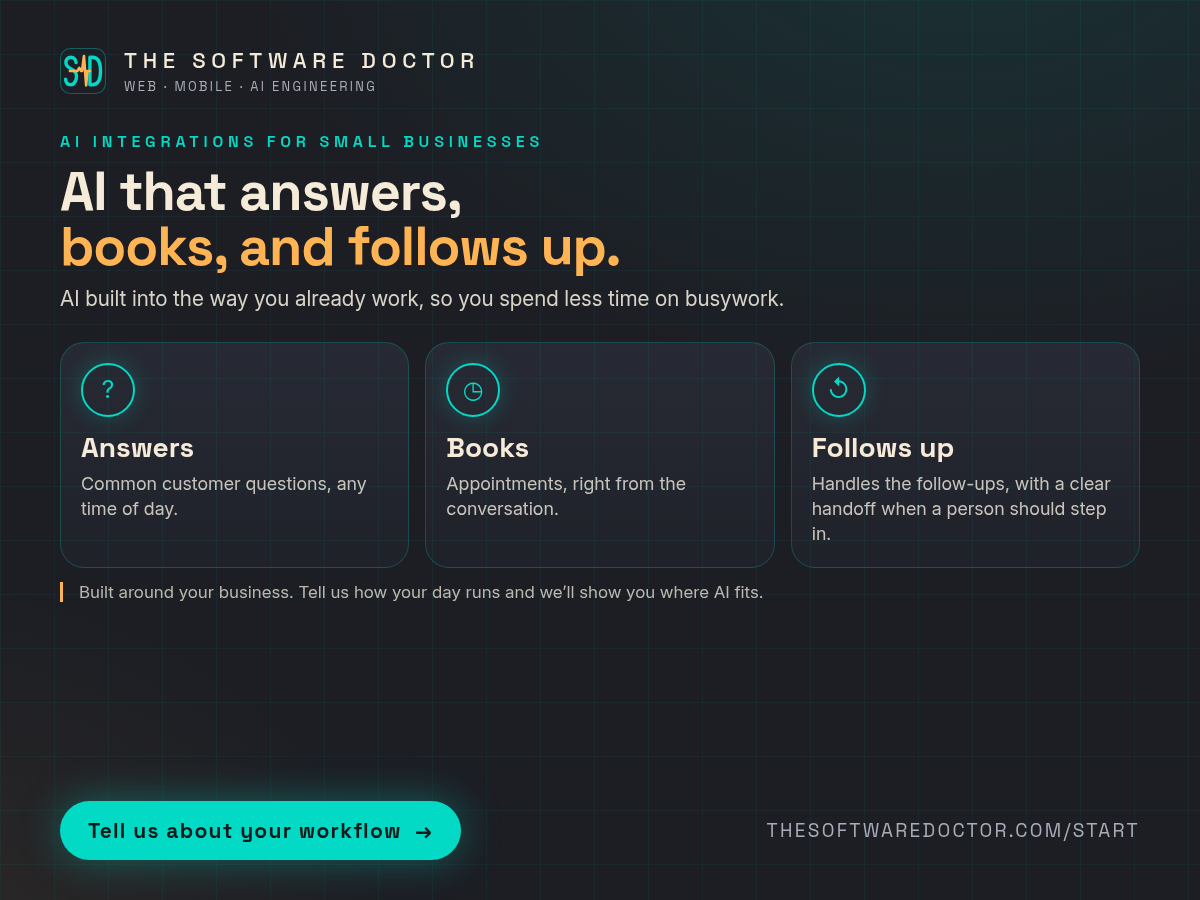 SD
THE SOFTWARE DOCTOR
WEB · MOBILE · AI ENGINEERING
AI INTEGRATIONS FOR SMALL BUSINESSES
AI that answers,
books, and follows up.
AI built into the way you already work, so you spend less time on busywork.
?
Answers
Common customer questions, any
time of day.
Books
Appointments, right from the
conversation.
Follows up
Handles the follow-ups, with a clear
handoff when a person should step
in.
Built around your business. Tell us how your day runs and we’ll show you where AI fits.
Tell us about your workflow →
THESOFTWAREDOCTOR.COM/START